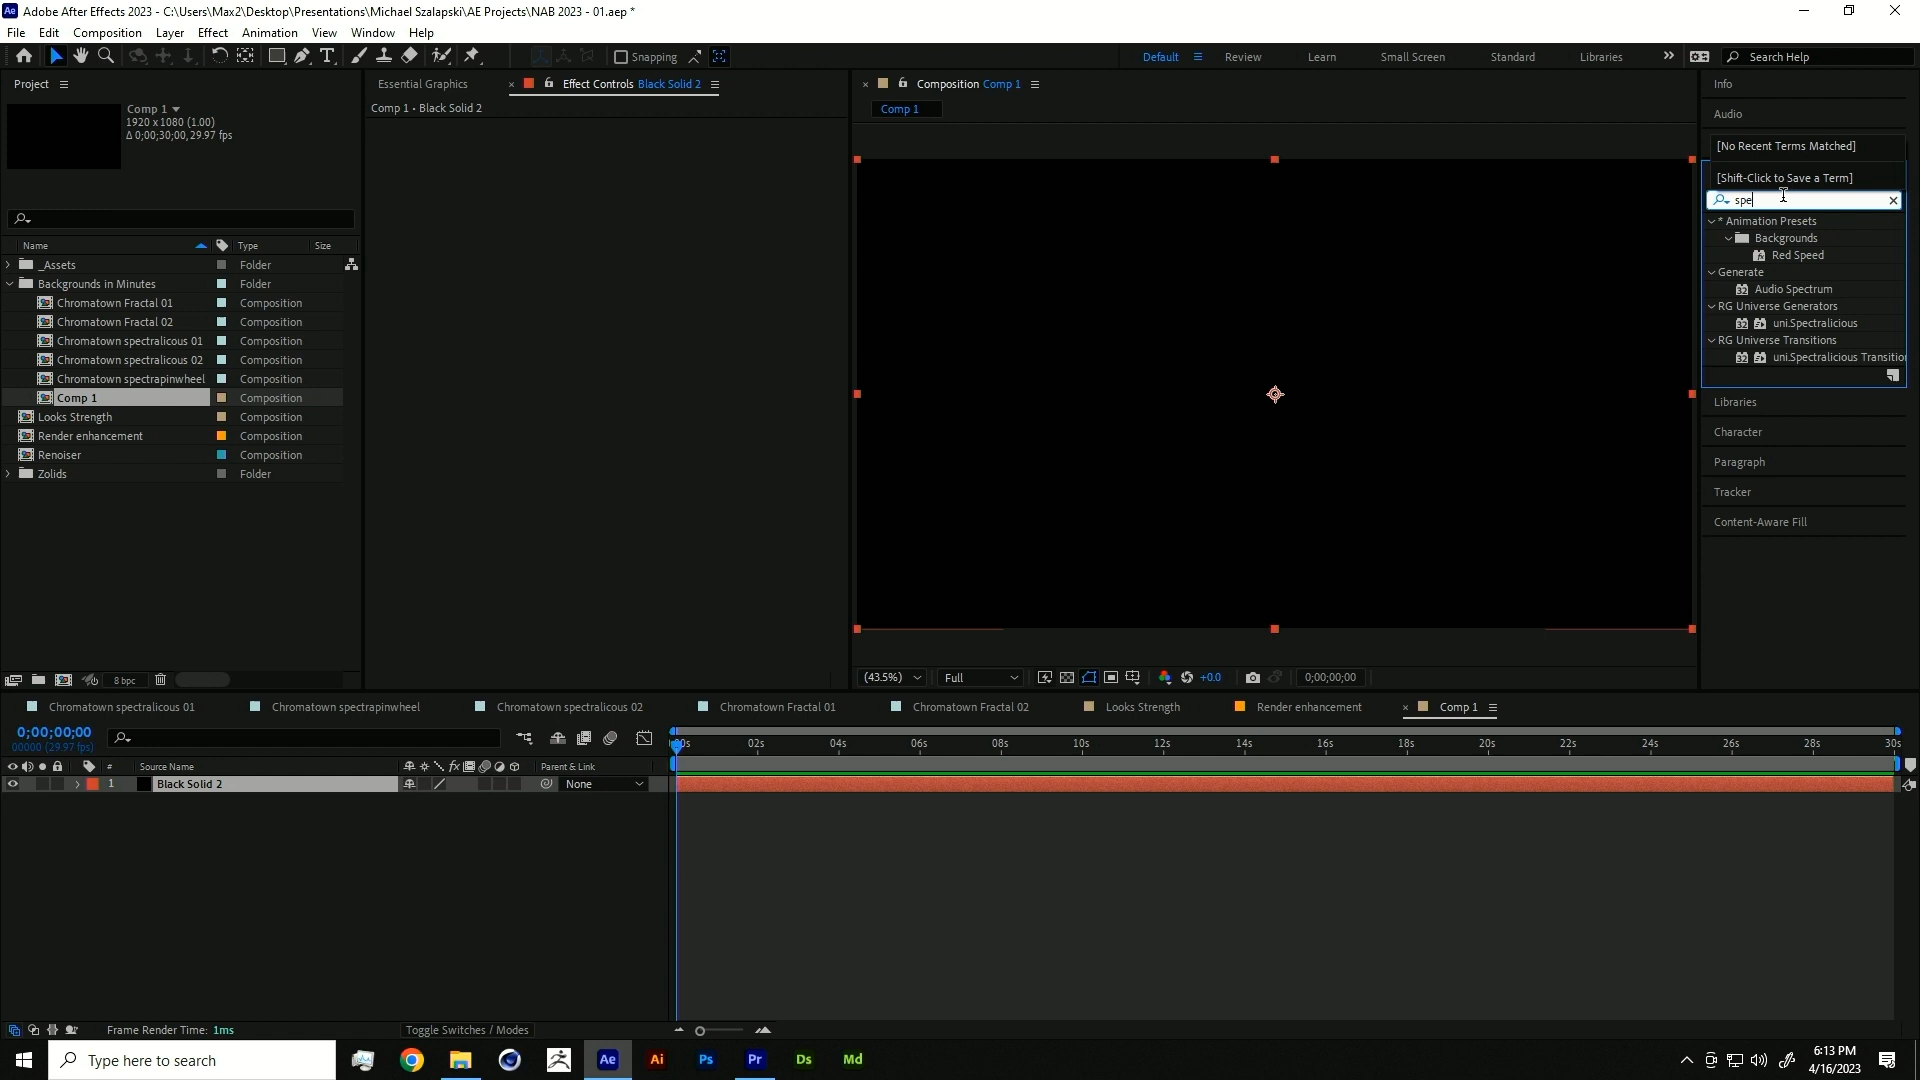 Ae Adobe After Effects 2023 - C:\Users\Max2\Desktop\Presentations\Michael Szalapski\AE Projects\NAB 2023 - 01.aep *
File Edit Composition Layer Effect Animation View Window Help
Snapping
Default Review Learn Small Screen Standard Libraries Search Help
Project
Comp 1
1920 x 1080 (1.00)
Δ 0;00;30;00, 29.97 fps
Name Type Size
_Assets Folder
Backgrounds in Minutes Folder
Chromatown Fractal 01 Composition
Chromatown Fractal 02 Composition
Chromatown spectralicous 01 Composition
Chromatown spectralicous 02 Composition
Chromatown spectrapinwheel Composition
Comp 1 Composition
Looks Strength Composition
Render enhancement Composition
Renoiser Composition
Zolids Folder
8 bpc
Essential Graphics Effect Controls Black Solid 2
Comp 1 • Black Solid 2
Composition Comp 1
Comp 1
(43.5%) Full +0.0 0;00;00;00
Info
Audio
[No Recent Terms Matched]
[Shift-Click to Save a Term]
spe
* Animation Presets
Backgrounds
Red Speed
Generate
32 Audio Spectrum
RG Universe Generators
32 uni.Spectralicious
RG Universe Transitions
32 uni.Spectralicious Transitio
Libraries
Character
Paragraph
Tracker
Content-Aware Fill
Chromatown spectralicous 01 Chromatown spectrapinwheel Chromatown spectralicous 02 Chromatown Fractal 01 Chromatown Fractal 02 Looks Strength Render enhancement Comp 1
0;00;00;00
00000 (29.97 fps)
00s 02s 04s 06s 08s 10s 12s 14s 16s 18s 20s 22s 24s 26s 28s 30s
# Source Name fx Parent & Link
1 Black Solid 2 None
Frame Render Time: 1ms Toggle Switches / Modes
Type here to search Ae Ai Ps Pr Ds Md
6:13 PM
4/16/2023